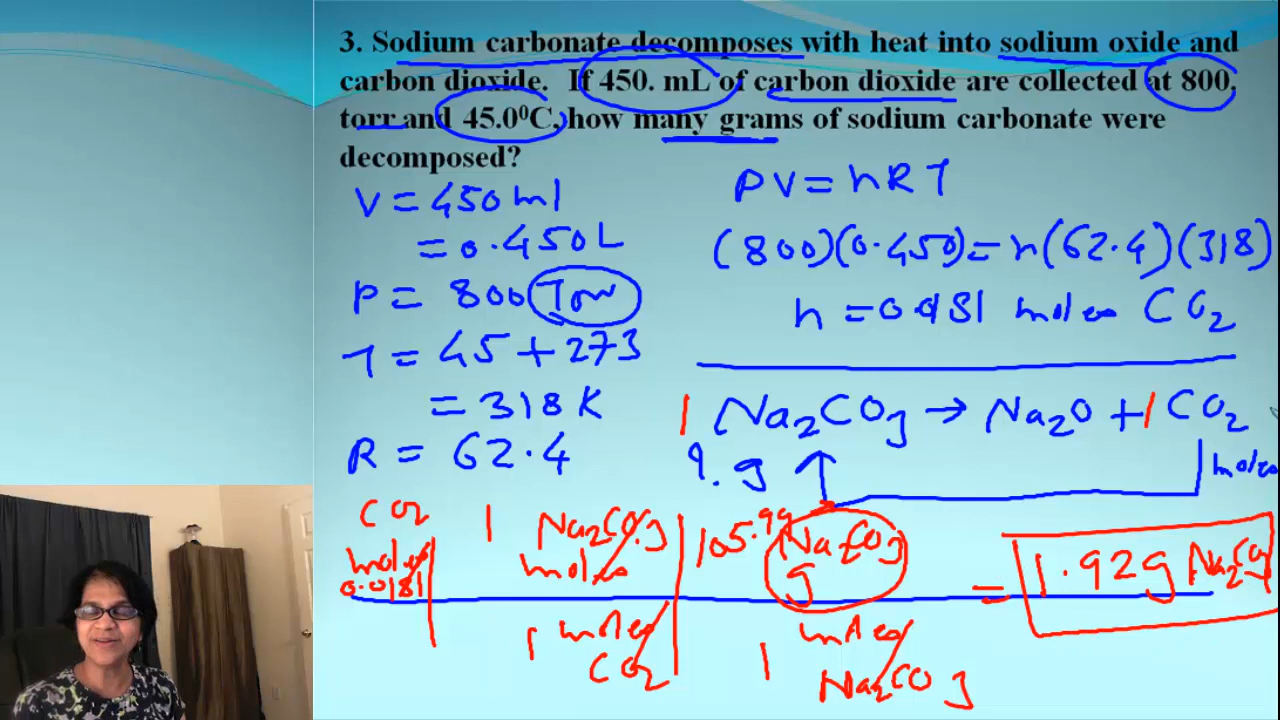 3. Sodium carbonate decomposes with heat into sodium oxide and
carbon dioxide. If 450. mL of carbon dioxide are collected at 800.
torr and 45.0⁰C, how many grams of sodium carbonate were
decomposed?
V = 450 ml
= 0.450L
P = 800 Torr
T = 45 + 273
= 318 K
R = 62.4
PV = nRT
(800)(0.450) = n(62.4)(318)
n = 0.0181 moles CO₂
1 Na₂CO₃ → Na₂O + 1 CO₂
?. g
moles
CO₂
moles
0.0181
1 Na₂CO₃
moles
1 moles
CO₂
105.99 Na₂CO₃
g
1 moles
Na₂CO₃
= 1.92g Na₂CO₃